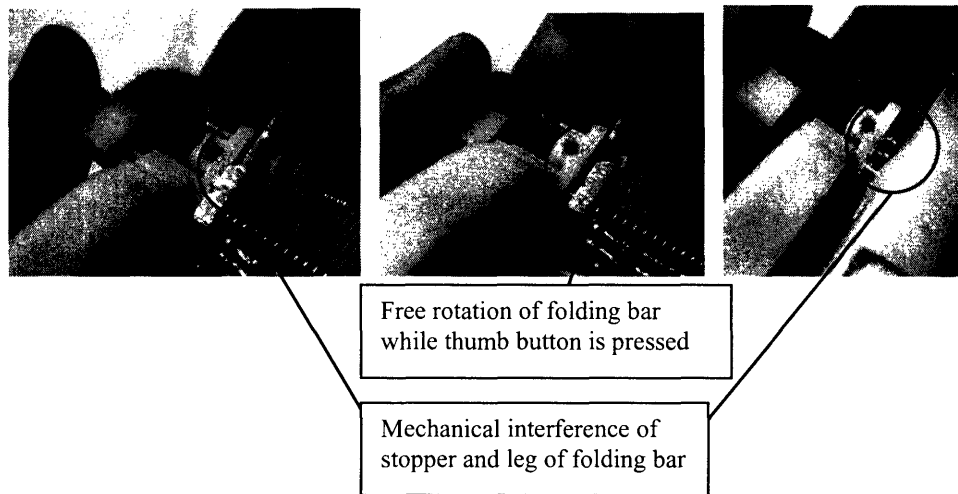 Free rotation of folding bar
while thumb button is pressed
Mechanical interference of
stopper and leg of folding bar